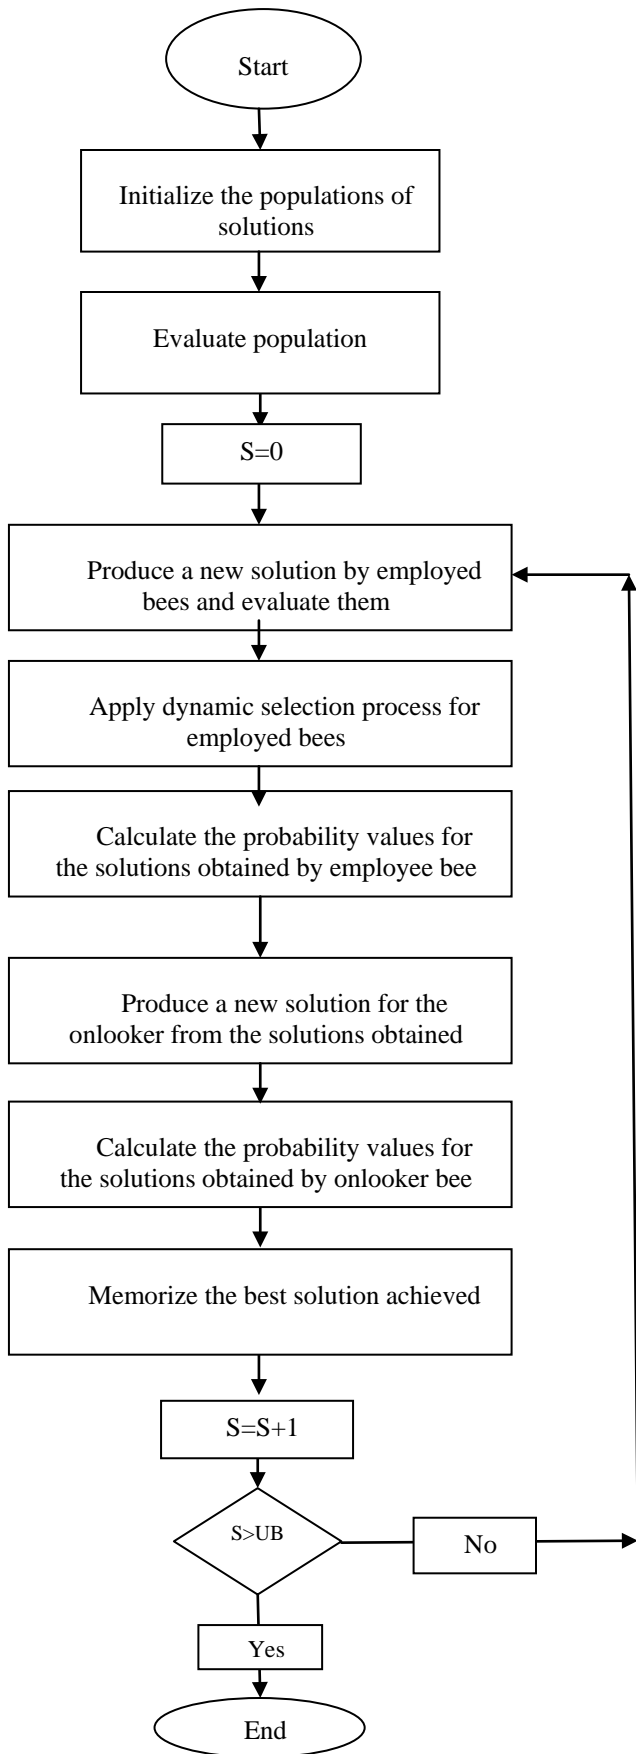 Start
Initialize the populations of
solutions
Evaluate population
S=0
Produce a new solution by employed
bees and evaluate them
Apply dynamic selection process for
employed bees
Calculate the probability values for
the solutions obtained by employee bee
Produce a new solution for the
onlooker from the solutions obtained
Calculate the probability values for
the solutions obtained by onlooker bee
Memorize the best solution achieved
S=S+1
S>UB
No
Yes
End